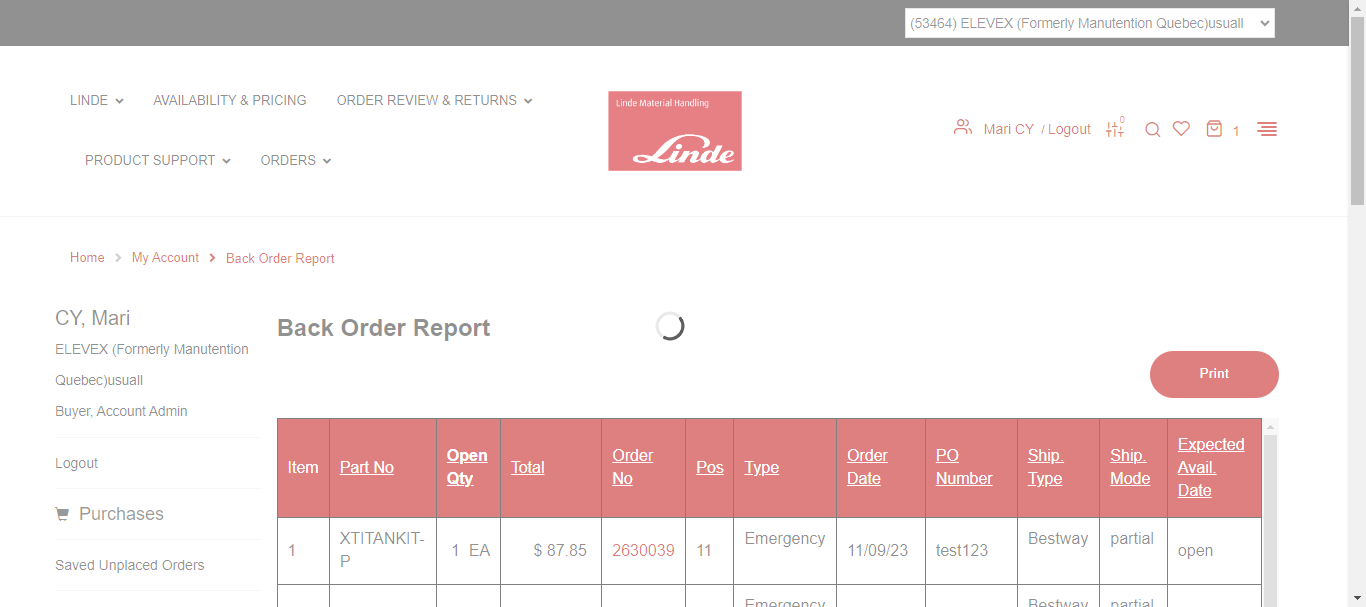 (53464) ELEVEX (Formerly Manutention Quebec)usuall
LINDE
AVAILABILITY & PRICING
ORDER REVIEW & RETURNS
PRODUCT SUPPORT
ORDERS
Linde Material Handling
Linde
Mari CY / Logout
0
1
Home
My Account
Back Order Report
CY, Mari
ELEVEX (Formerly Manutention
Quebec)usuall
Buyer, Account Admin
Logout
Purchases
Saved Unplaced Orders
Back Order Report
Print
Item Part No Open Qty Total Order No Pos Type Order Date PO Number Ship. Type Ship. Mode Expected Avail. Date
1 XTITANKIT-P 1 EA $ 87.85 2630039 11 Emergency 11/09/23 test123 Bestway partial open
Emergency Bestway partial